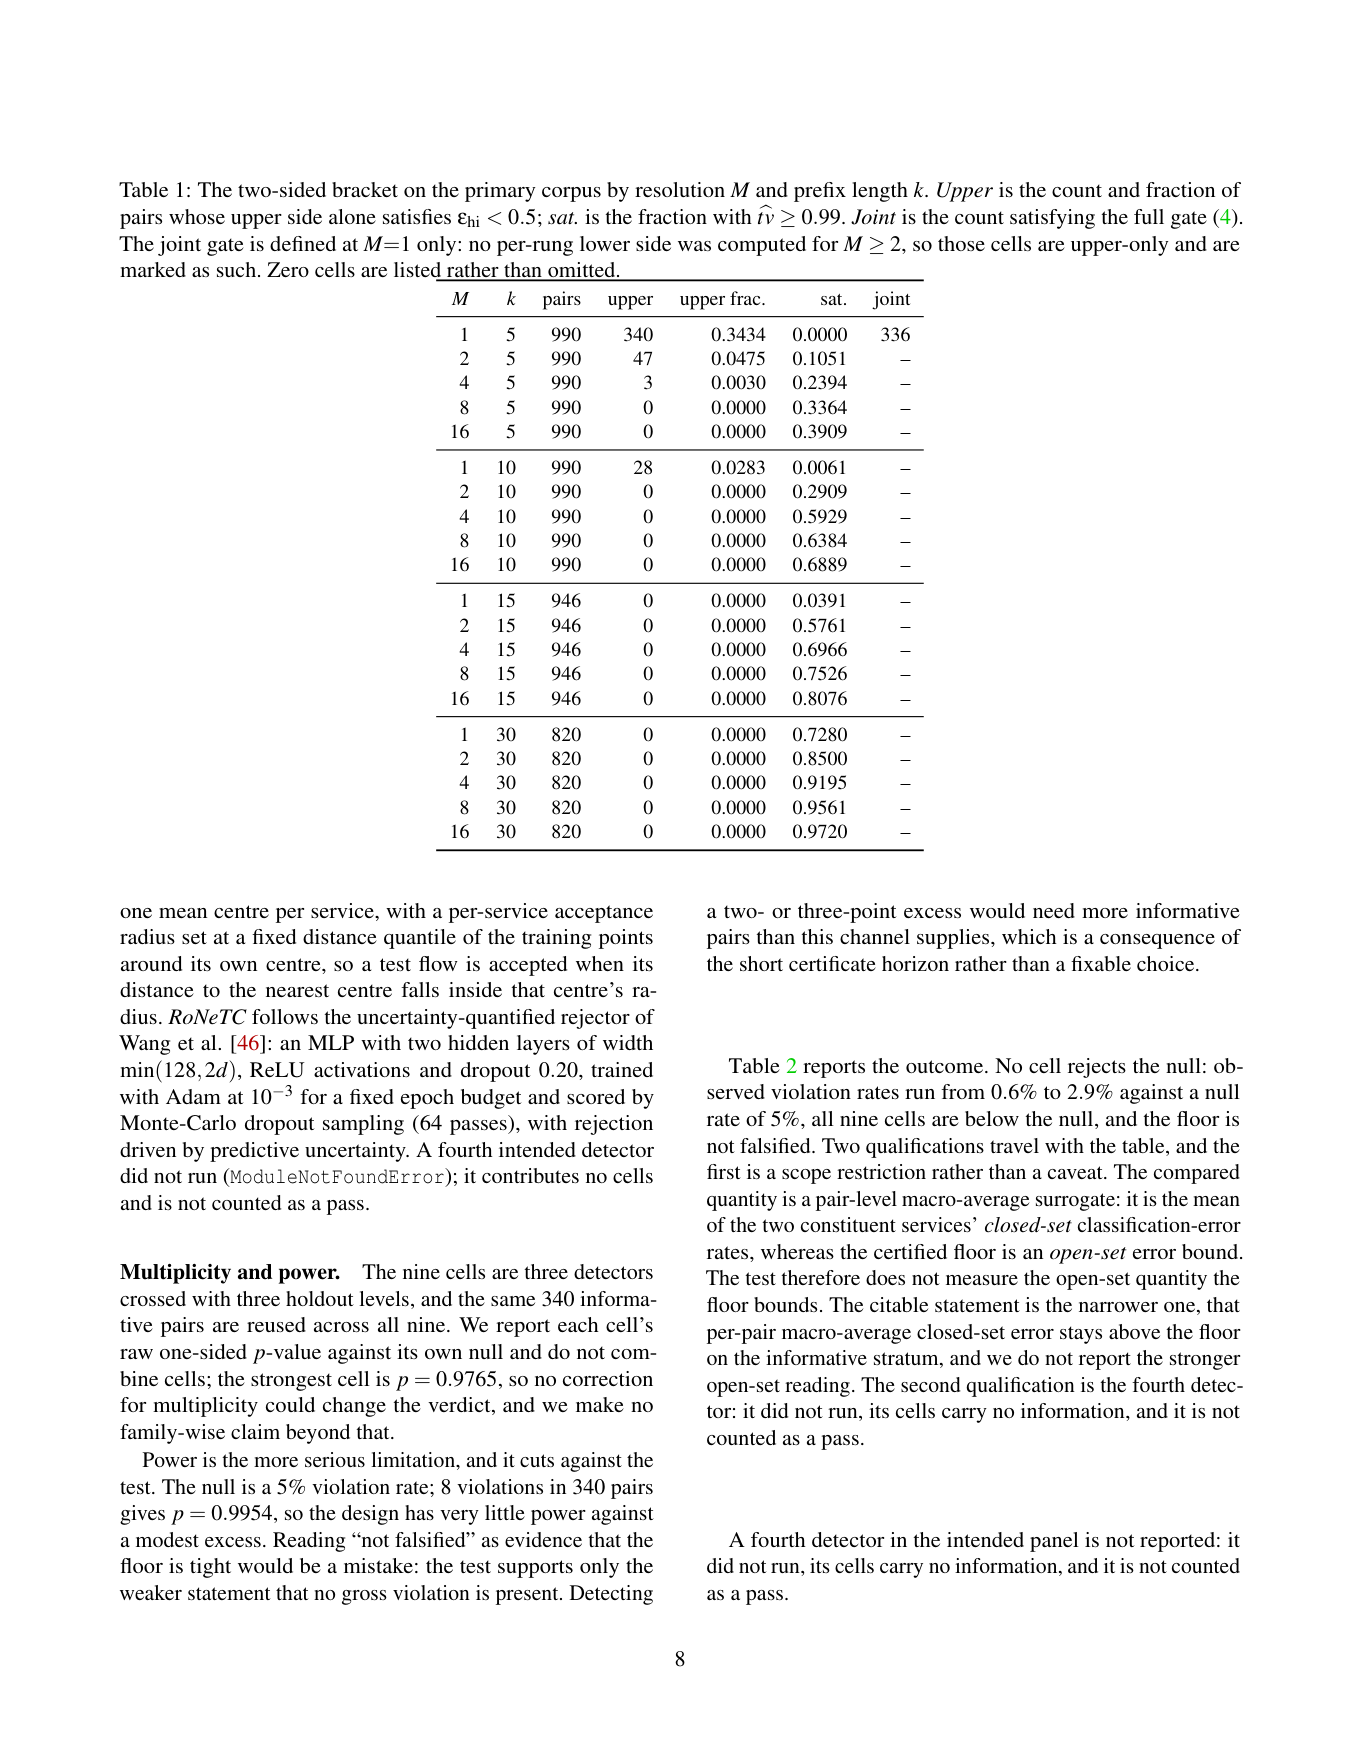 Table 1: The two-sided bracket on the primary corpus by resolution M and prefix length k. Upper is the count and fraction of
pairs whose upper side alone satisfies εhi < 0.5; sat. is the fraction with t̂v ≥ 0.99. Joint is the count satisfying the full gate (4).
The joint gate is defined at M=1 only: no per-rung lower side was computed for M ≥ 2, so those cells are upper-only and are
marked as such. Zero cells are listed rather than omitted.
M k pairs upper upper frac. sat. joint
1 5 990 340 0.3434 0.0000 336
2 5 990 47 0.0475 0.1051 –
4 5 990 3 0.0030 0.2394 –
8 5 990 0 0.0000 0.3364 –
16 5 990 0 0.0000 0.3909 –
1 10 990 28 0.0283 0.0061 –
2 10 990 0 0.0000 0.2909 –
4 10 990 0 0.0000 0.5929 –
8 10 990 0 0.0000 0.6384 –
16 10 990 0 0.0000 0.6889 –
1 15 946 0 0.0000 0.0391 –
2 15 946 0 0.0000 0.5761 –
4 15 946 0 0.0000 0.6966 –
8 15 946 0 0.0000 0.7526 –
16 15 946 0 0.0000 0.8076 –
1 30 820 0 0.0000 0.7280 –
2 30 820 0 0.0000 0.8500 –
4 30 820 0 0.0000 0.9195 –
8 30 820 0 0.0000 0.9561 –
16 30 820 0 0.0000 0.9720 –
one mean centre per service, with a per-service acceptance
radius set at a fixed distance quantile of the training points
around its own centre, so a test flow is accepted when its
distance to the nearest centre falls inside that centre's ra-
dius. RoNeTC follows the uncertainty-quantified rejector of
Wang et al. [46]: an MLP with two hidden layers of width
min(128,2d), ReLU activations and dropout 0.20, trained
with Adam at 10⁻³ for a fixed epoch budget and scored by
Monte-Carlo dropout sampling (64 passes), with rejection
driven by predictive uncertainty. A fourth intended detector
did not run (ModuleNotFoundError); it contributes no cells
and is not counted as a pass.
Multiplicity and power. The nine cells are three detectors
crossed with three holdout levels, and the same 340 informa-
tive pairs are reused across all nine. We report each cell's
raw one-sided p-value against its own null and do not com-
bine cells; the strongest cell is p = 0.9765, so no correction
for multiplicity could change the verdict, and we make no
family-wise claim beyond that.
Power is the more serious limitation, and it cuts against the
test. The null is a 5% violation rate; 8 violations in 340 pairs
gives p = 0.9954, so the design has very little power against
a modest excess. Reading “not falsified” as evidence that the
floor is tight would be a mistake: the test supports only the
weaker statement that no gross violation is present. Detecting
a two- or three-point excess would need more informative
pairs than this channel supplies, which is a consequence of
the short certificate horizon rather than a fixable choice.
Table 2 reports the outcome. No cell rejects the null: ob-
served violation rates run from 0.6% to 2.9% against a null
rate of 5%, all nine cells are below the null, and the floor is
not falsified. Two qualifications travel with the table, and the
first is a scope restriction rather than a caveat. The compared
quantity is a pair-level macro-average surrogate: it is the mean
of the two constituent services' closed-set classification-error
rates, whereas the certified floor is an open-set error bound.
The test therefore does not measure the open-set quantity the
floor bounds. The citable statement is the narrower one, that
per-pair macro-average closed-set error stays above the floor
on the informative stratum, and we do not report the stronger
open-set reading. The second qualification is the fourth detec-
tor: it did not run, its cells carry no information, and it is not
counted as a pass.
A fourth detector in the intended panel is not reported: it
did not run, its cells carry no information, and it is not counted
as a pass.
8